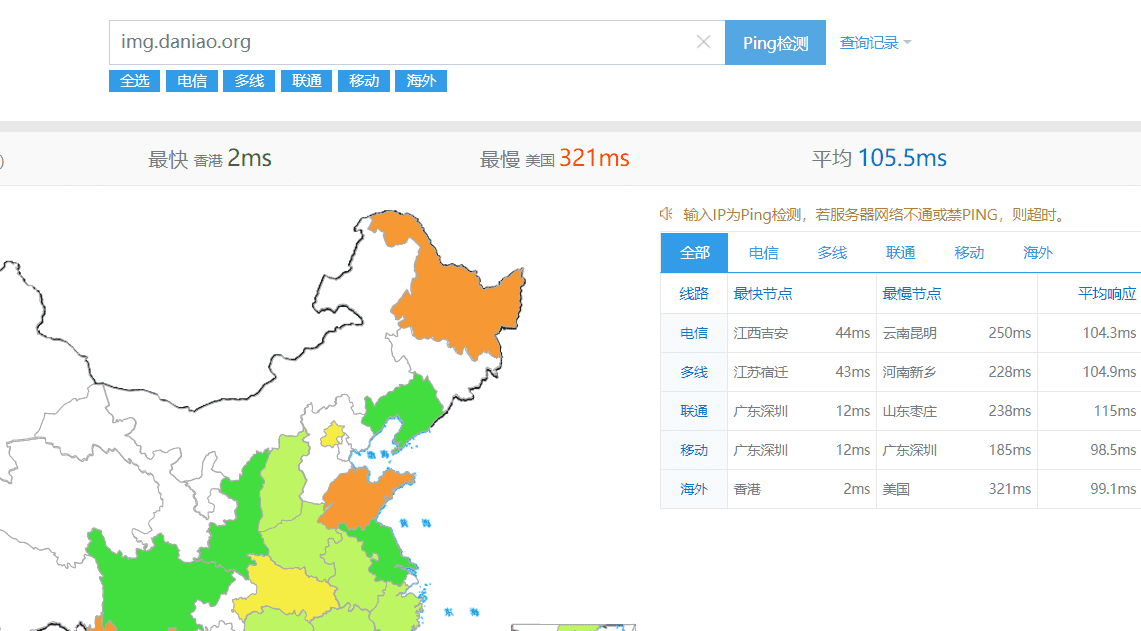 img.daniao.org
Ping检测
查询记录
全选 电信 多线 联通 移动 海外
)
最快 香港 2ms 最慢 美国 321ms 平均 105.5ms
输入IP为Ping检测，若服务器网络不通或禁PING，则超时。
全部 电信 多线 联通 移动 海外
线路 最快节点 最慢节点 平均响应
电信 江西吉安 44ms 云南昆明 250ms 104.3ms
多线 江苏宿迁 43ms 河南新乡 228ms 104.9ms
联通 广东深圳 12ms 山东枣庄 238ms 115ms
移动 广东深圳 12ms 广东深圳 185ms 98.5ms
海外 香港 2ms 美国 321ms 99.1ms
渤海
黄海
东海